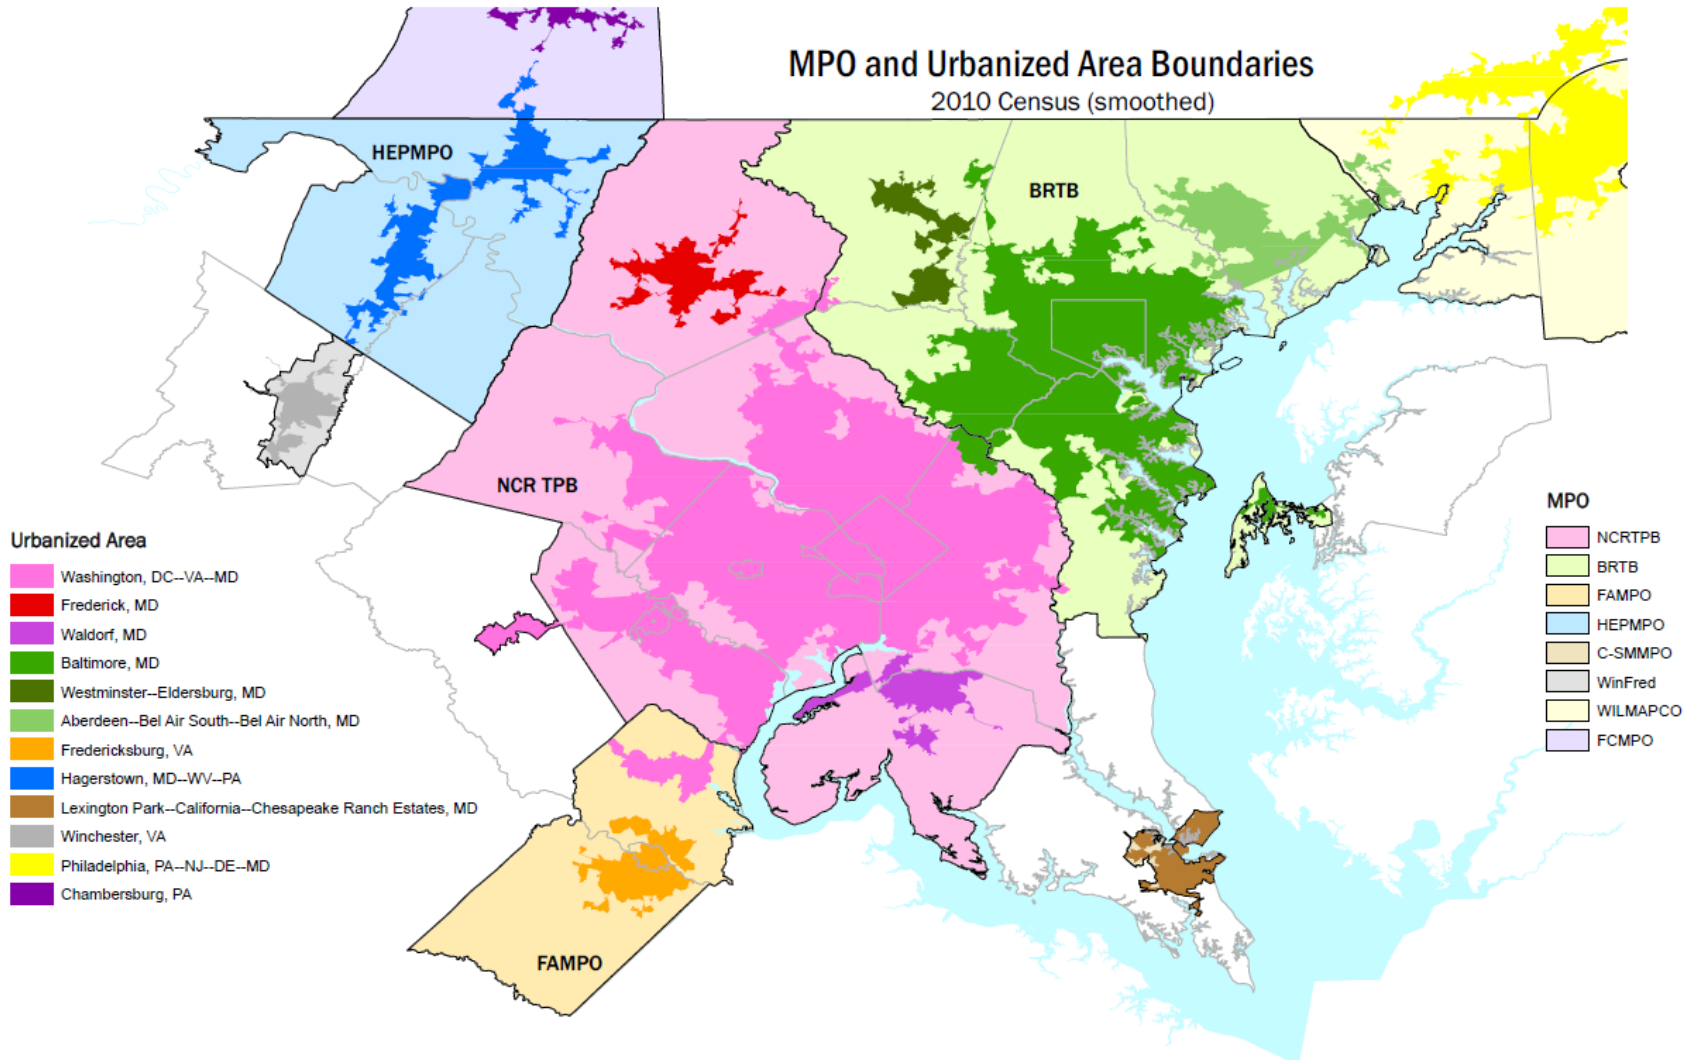 MPO and Urbanized Area Boundaries
2010 Census (smoothed)
HEPMPO
BRTB
NCR TPB
FAMPO
Urbanized Area
Washington, DC--VA--MD
Frederick, MD
Waldorf, MD
Baltimore, MD
Westminster--Eldersburg, MD
Aberdeen--Bel Air South--Bel Air North, MD
Fredericksburg, VA
Hagerstown, MD--WV--PA
Lexington Park--California--Chesapeake Ranch Estates, MD
Winchester, VA
Philadelphia, PA--NJ--DE--MD
Chambersburg, PA
MPO
NCRTPB
BRTB
FAMPO
HEPMPO
C-SMMPO
WinFred
WILMAPCO
FCMPO